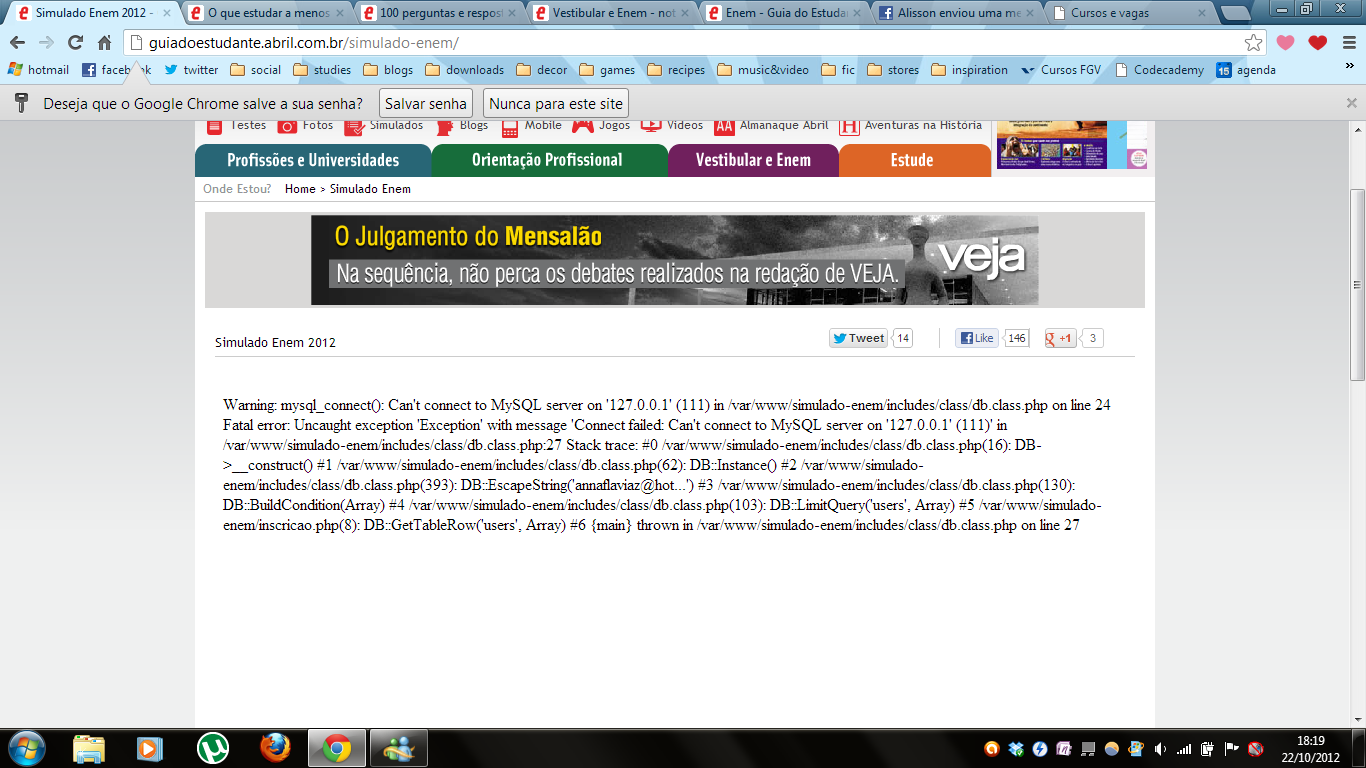 Simulado Enem 2012 -
O que estudar a menos
100 perguntas e respost
Vestibular e Enem - not
Enem - Guia do Estudan
Alisson enviou uma me
Cursos e vagas
guiadoestudante.abril.com.br/simulado-enem/
hotmail
facebook
twitter
social
studies
blogs
downloads
decor
games
recipes
music&video
fic
stores
inspiration
Cursos FGV
Codecademy
15 agenda
»
Deseja que o Google Chrome salve a sua senha?
Salvar senha
Nunca para este site
Testes
Fotos
Simulados
Blogs
Mobile
Jogos
Vídeos
AA Almanaque Abril
H Aventuras na História
Profissões e Universidades
Orientação Profissional
Vestibular e Enem
Estude
Onde Estou? Home > Simulado Enem
O Julgamento do Mensalão
Na sequência, não perca os debates realizados na redação de VEJA.
veja
Simulado Enem 2012
Tweet 14
Like 146
+1 3
Warning: mysql_connect(): Can't connect to MySQL server on '127.0.0.1' (111) in /var/www/simulado-enem/includes/class/db.class.php on line 24
Fatal error: Uncaught exception 'Exception' with message 'Connect failed: Can't connect to MySQL server on '127.0.0.1' (111)' in
/var/www/simulado-enem/includes/class/db.class.php:27 Stack trace: #0 /var/www/simulado-enem/includes/class/db.class.php(16): DB-
>__construct() #1 /var/www/simulado-enem/includes/class/db.class.php(62): DB::Instance() #2 /var/www/simulado-
enem/includes/class/db.class.php(393): DB::EscapeString('annaflaviaz@hot...') #3 /var/www/simulado-enem/includes/class/db.class.php(130):
DB::BuildCondition(Array) #4 /var/www/simulado-enem/includes/class/db.class.php(103): DB::LimitQuery('users', Array) #5 /var/www/simulado-
enem/inscricao.php(8): DB::GetTableRow('users', Array) #6 {main} thrown in /var/www/simulado-enem/includes/class/db.class.php on line 27
18:19
22/10/2012